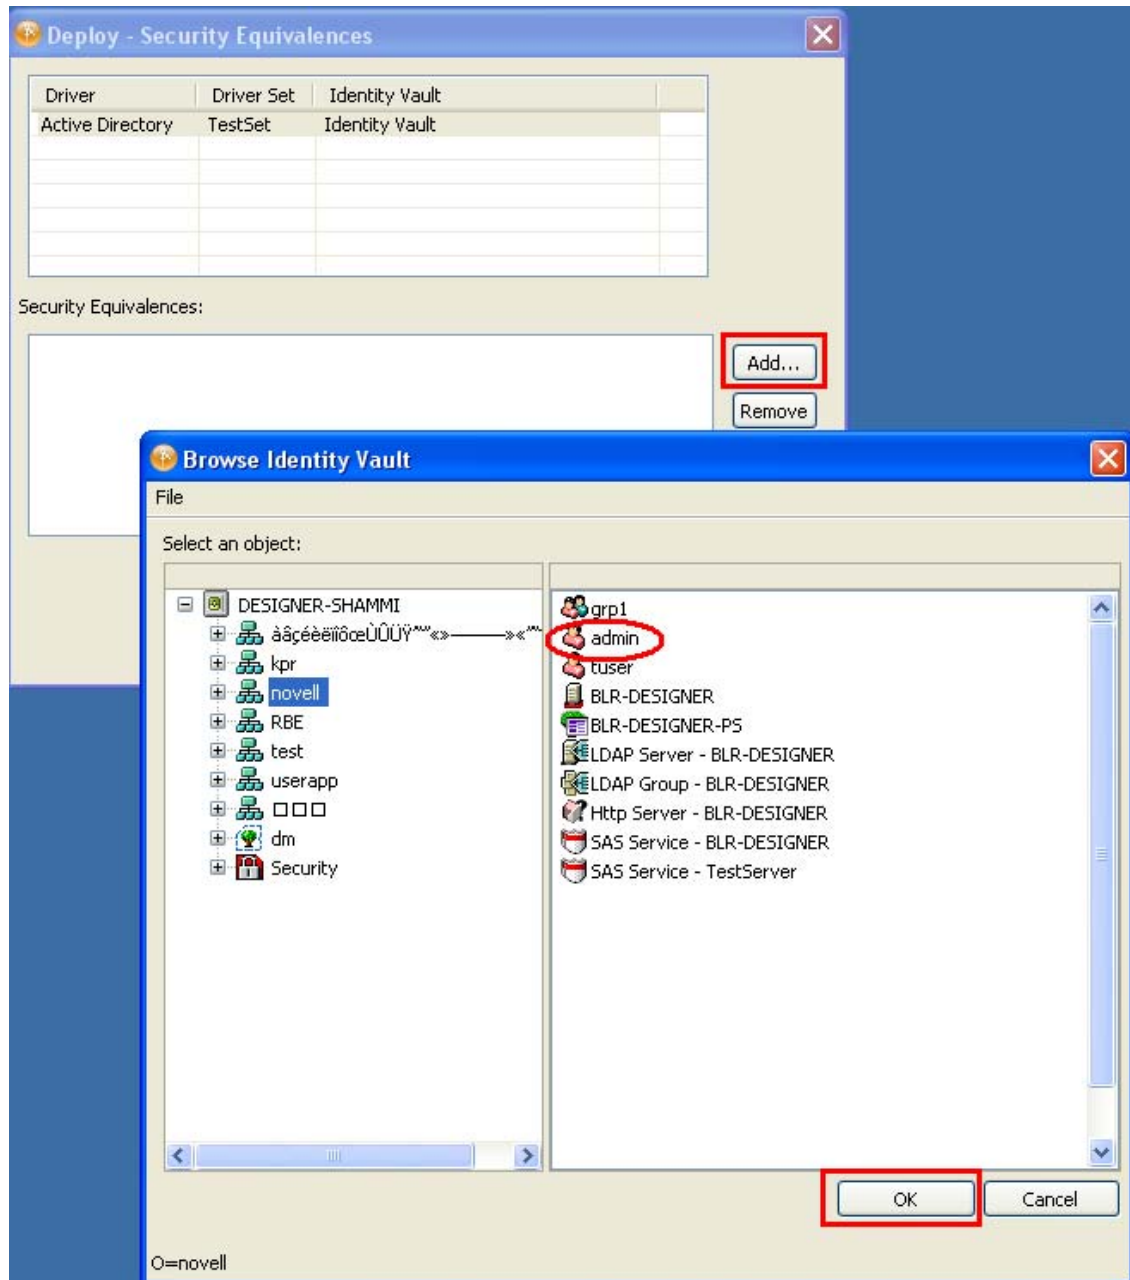 Deploy - Security Equivalences
Driver Driver Set Identity Vault
Active Directory TestSet Identity Vault
Security Equivalences:
Add...
Remove
Browse Identity Vault
File
Select an object:
DESIGNER-SHAMMI
kpr
novell
RBE
test
userapp
dm
Security
grp1
admin
tuser
BLR-DESIGNER
BLR-DESIGNER-PS
LDAP Server - BLR-DESIGNER
LDAP Group - BLR-DESIGNER
Http Server - BLR-DESIGNER
SAS Service - BLR-DESIGNER
SAS Service - TestServer
OK Cancel
O=novell